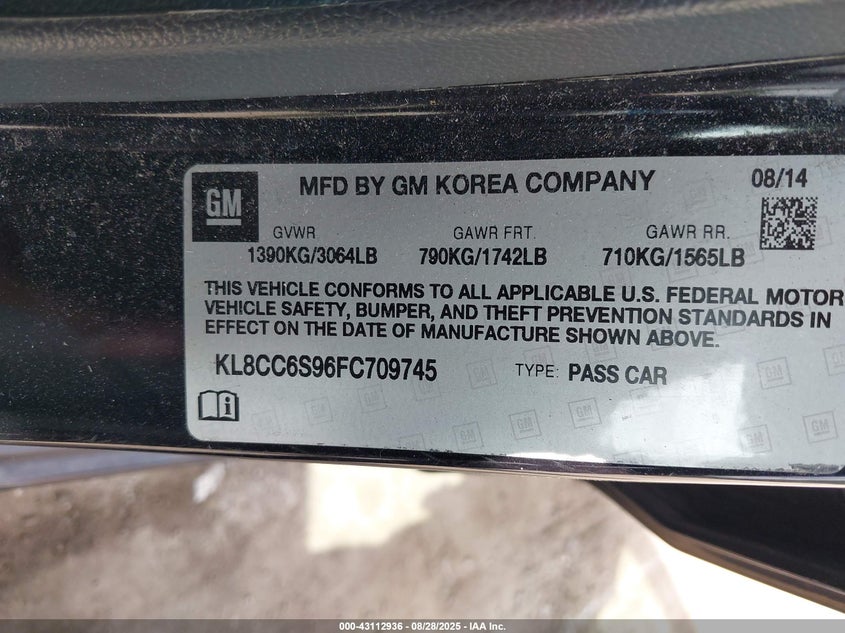 GM
MFD BY GM KOREA COMPANY 08/14
GVWR GAWR FRT. GAWR RR.
1390KG/3064LB 790KG/1742LB 710KG/1565LB
THIS VEHICLE CONFORMS TO ALL APPLICABLE U.S. FEDERAL MOTOR
VEHICLE SAFETY, BUMPER, AND THEFT PREVENTION STANDARDS IN
EFFECT ON THE DATE OF MANUFACTURE SHOWN ABOVE.
KL8CC6S96FC709745 TYPE: PASS CAR
000-43112936 - 08/28/2025 - IAA Inc.